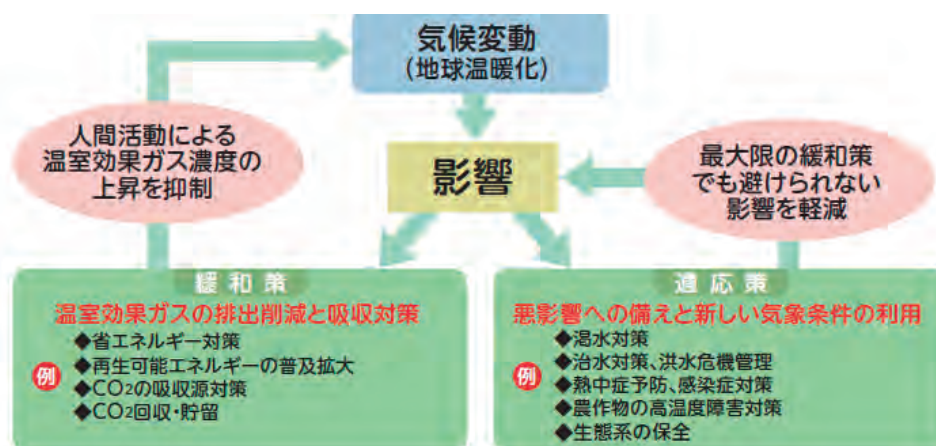 気候変動
(地球温暖化)
人間活動による
温室効果ガス濃度の
上昇を抑制
影響
最大限の緩和策
でも避けられない
影響を軽減
緩和策
温室効果ガスの排出削減と吸収対策
例
◆省エネルギー対策
◆再生可能エネルギーの普及拡大
◆CO2の吸収源対策
◆CO2回収・貯留
適応策
悪影響への備えと新しい気象条件の利用
例
◆渇水対策
◆治水対策、洪水危機管理
◆熱中症予防、感染症対策
◆農作物の高温度障害対策
◆生態系の保全